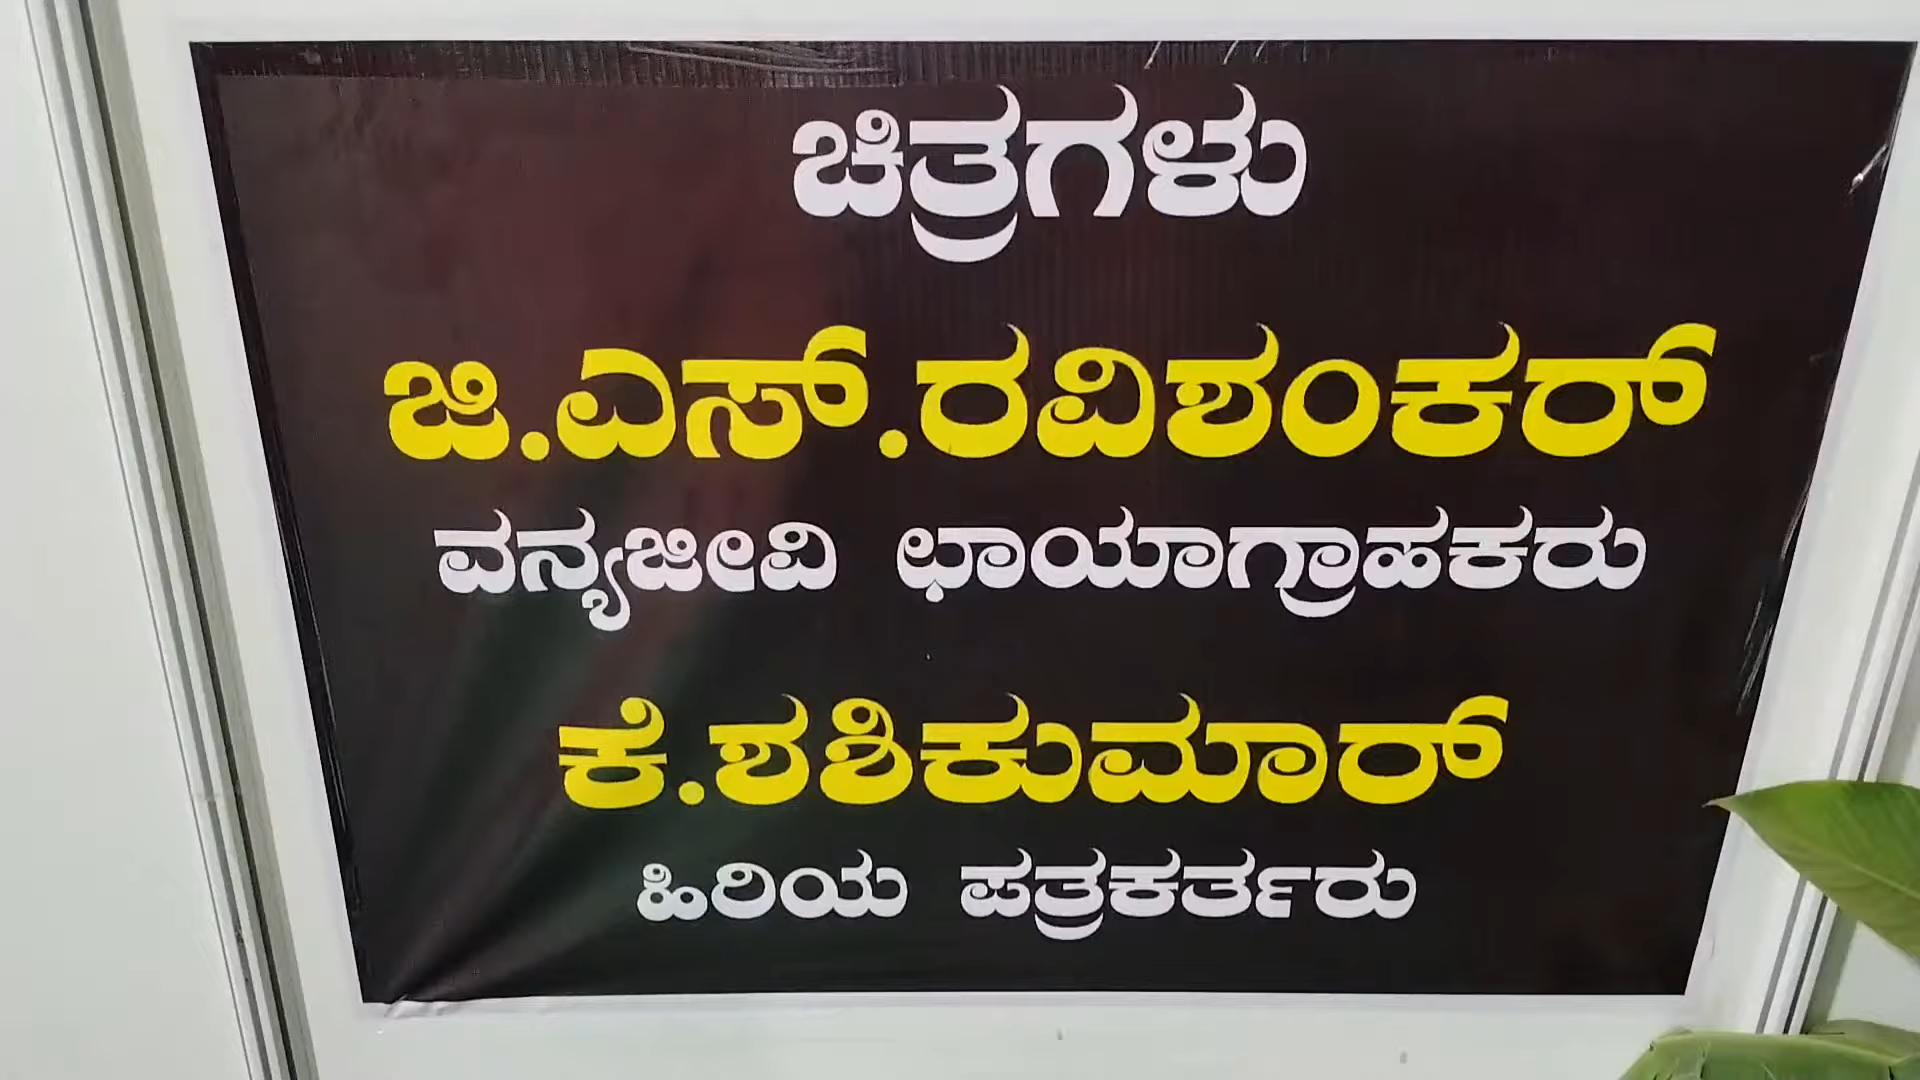 ಚಿತ್ರಗಳು
ಜಿ.ಎಸ್.ರವಿಶಂಕರ್
ವನ್ಯಜೀವಿ ಛಾಯಾಗ್ರಾಹಕರು
ಕೆ.ಶಶಿಕುಮಾರ್
ಹಿರಿಯ ಪತ್ರಕರ್ತರು